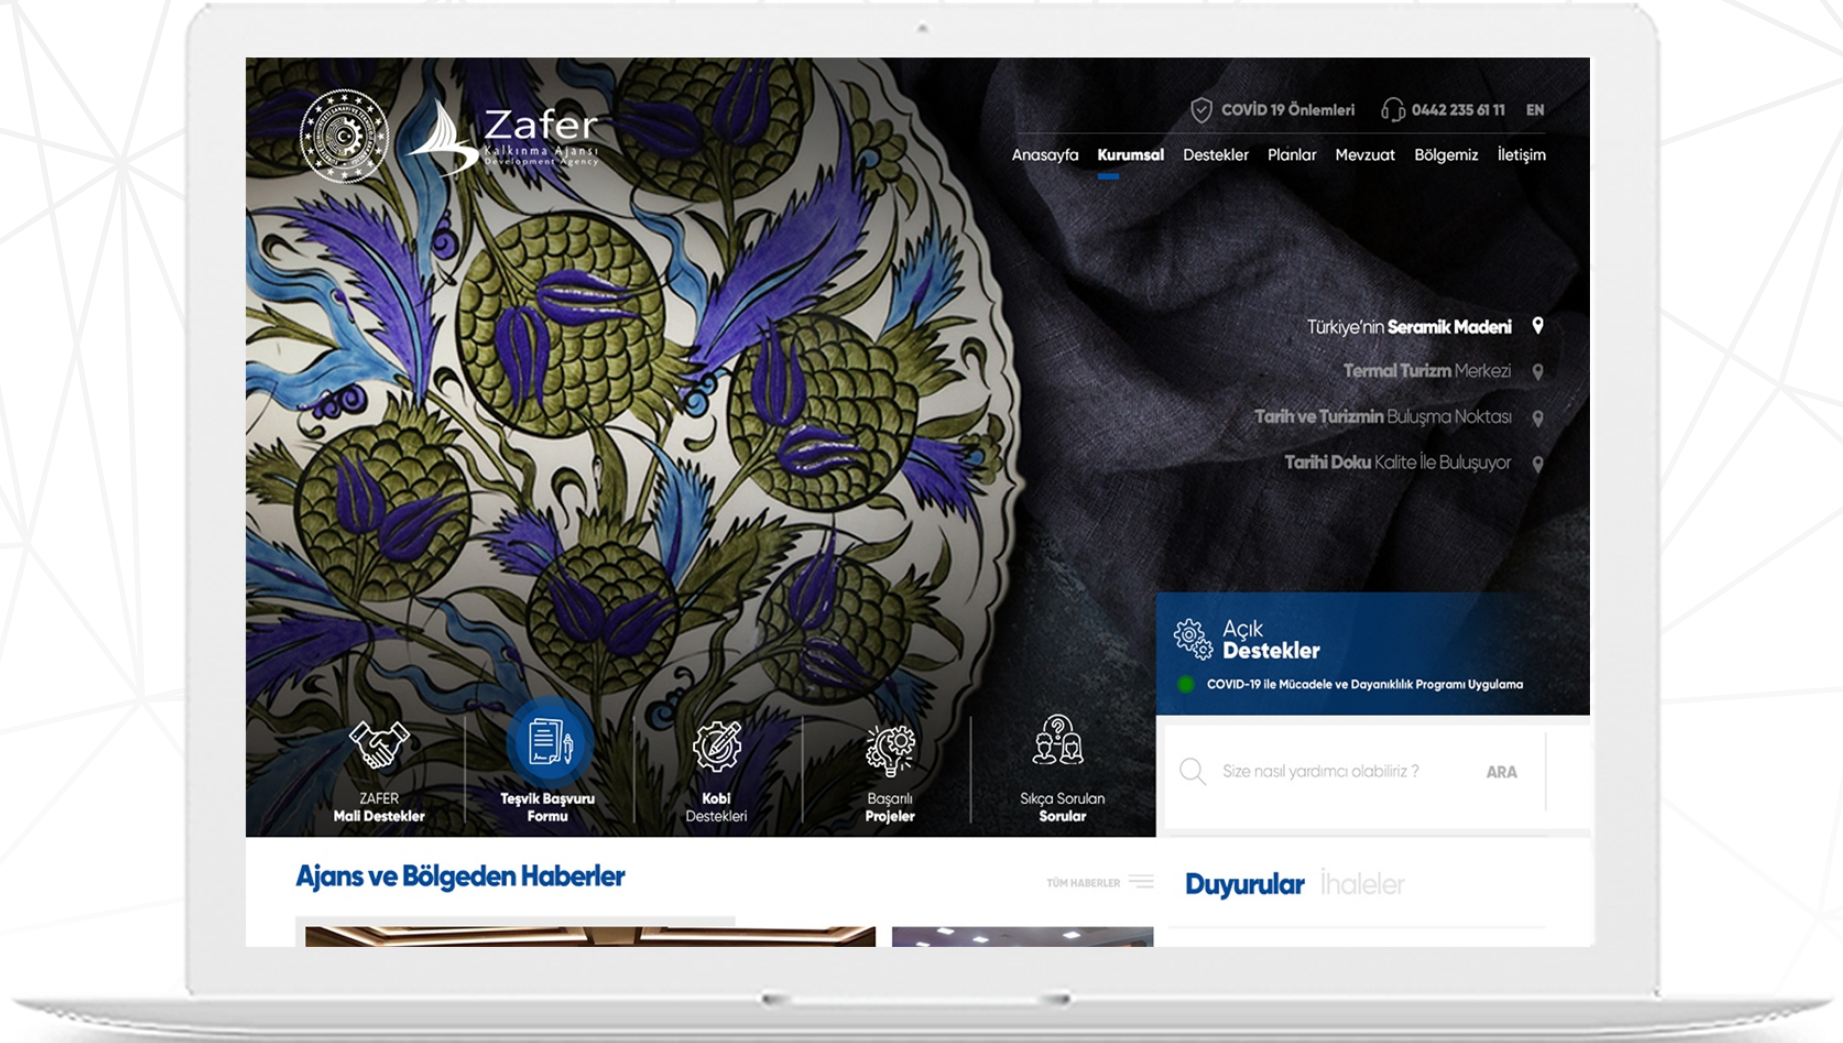 Zafer
Kalkınma Ajansı
Development Agency
COVİD 19 Önlemleri
0442 235 61 11
EN
Anasayfa
Kurumsal
Destekler
Planlar
Mevzuat
Bölgemiz
İletişim
Türkiye'nin Seramik Madeni
Termal Turizm Merkezi
Tarih ve Turizmin Buluşma Noktası
Tarihi Doku Kalite İle Buluşuyor
Açık
Destekler
COVID-19 ile Mücadele ve Dayanıklılık Programı Uygulama
ZAFER
Mali Destekler
Teşvik Başvuru
Formu
Kobi
Destekleri
Başarılı
Projeler
Sıkça Sorulan
Sorular
Size nasıl yardımcı olabiliriz ?
ARA
Ajans ve Bölgeden Haberler
TÜM HABERLER
Duyurular
İhaleler